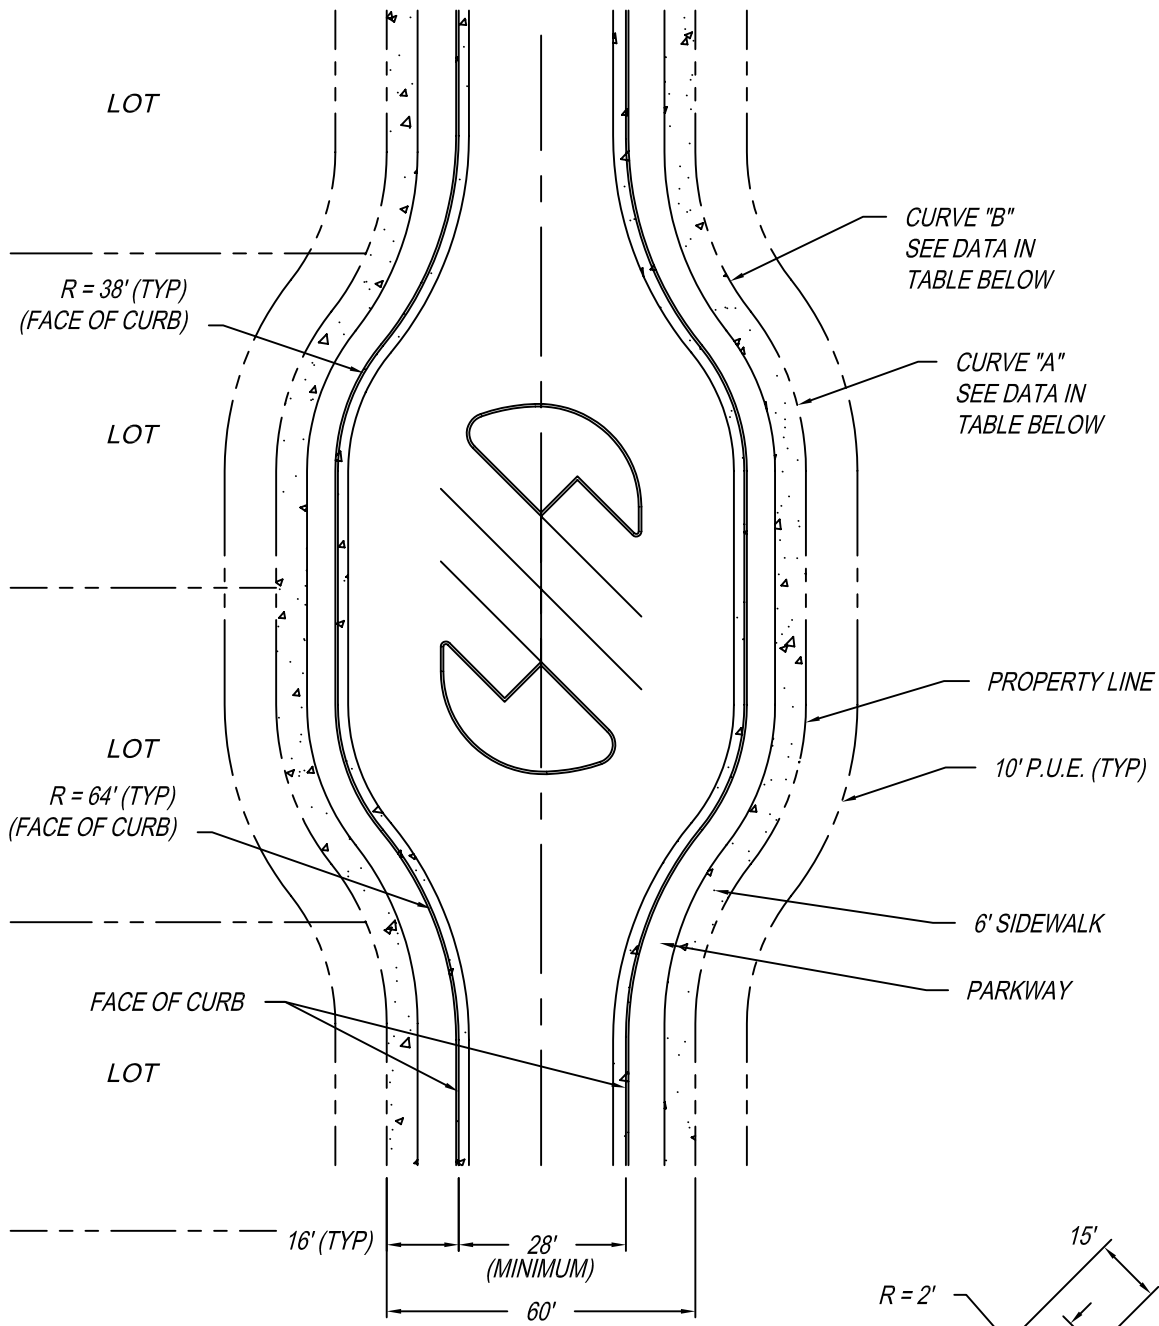 LOT
CURVE "B"
SEE DATA IN
TABLE BELOW
R = 38' (TYP)
(FACE OF CURB)
CURVE "A"
SEE DATA IN
TABLE BELOW
LOT
PROPERTY LINE
LOT
10' P.U.E. (TYP)
R = 64' (TYP)
(FACE OF CURB)
6' SIDEWALK
PARKWAY
FACE OF CURB
LOT
16' (TYP)
28'
(MINIMUM)
60'
15'
R = 2'